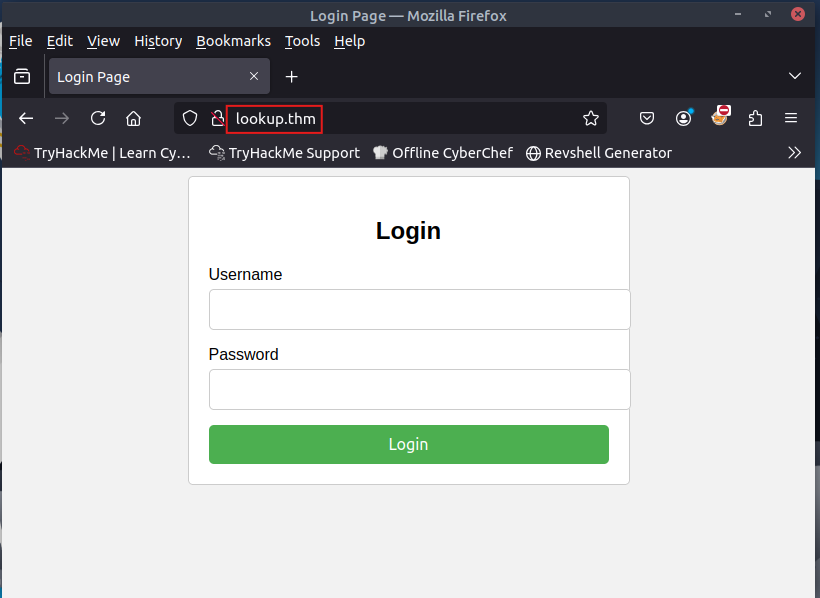 Login Page — Mozilla Firefox
File Edit View History Bookmarks Tools Help
Login Page
lookup.thm
TryHackMe | Learn Cy... TryHackMe Support Offline CyberChef Revshell Generator
Login
Username
Password
Login